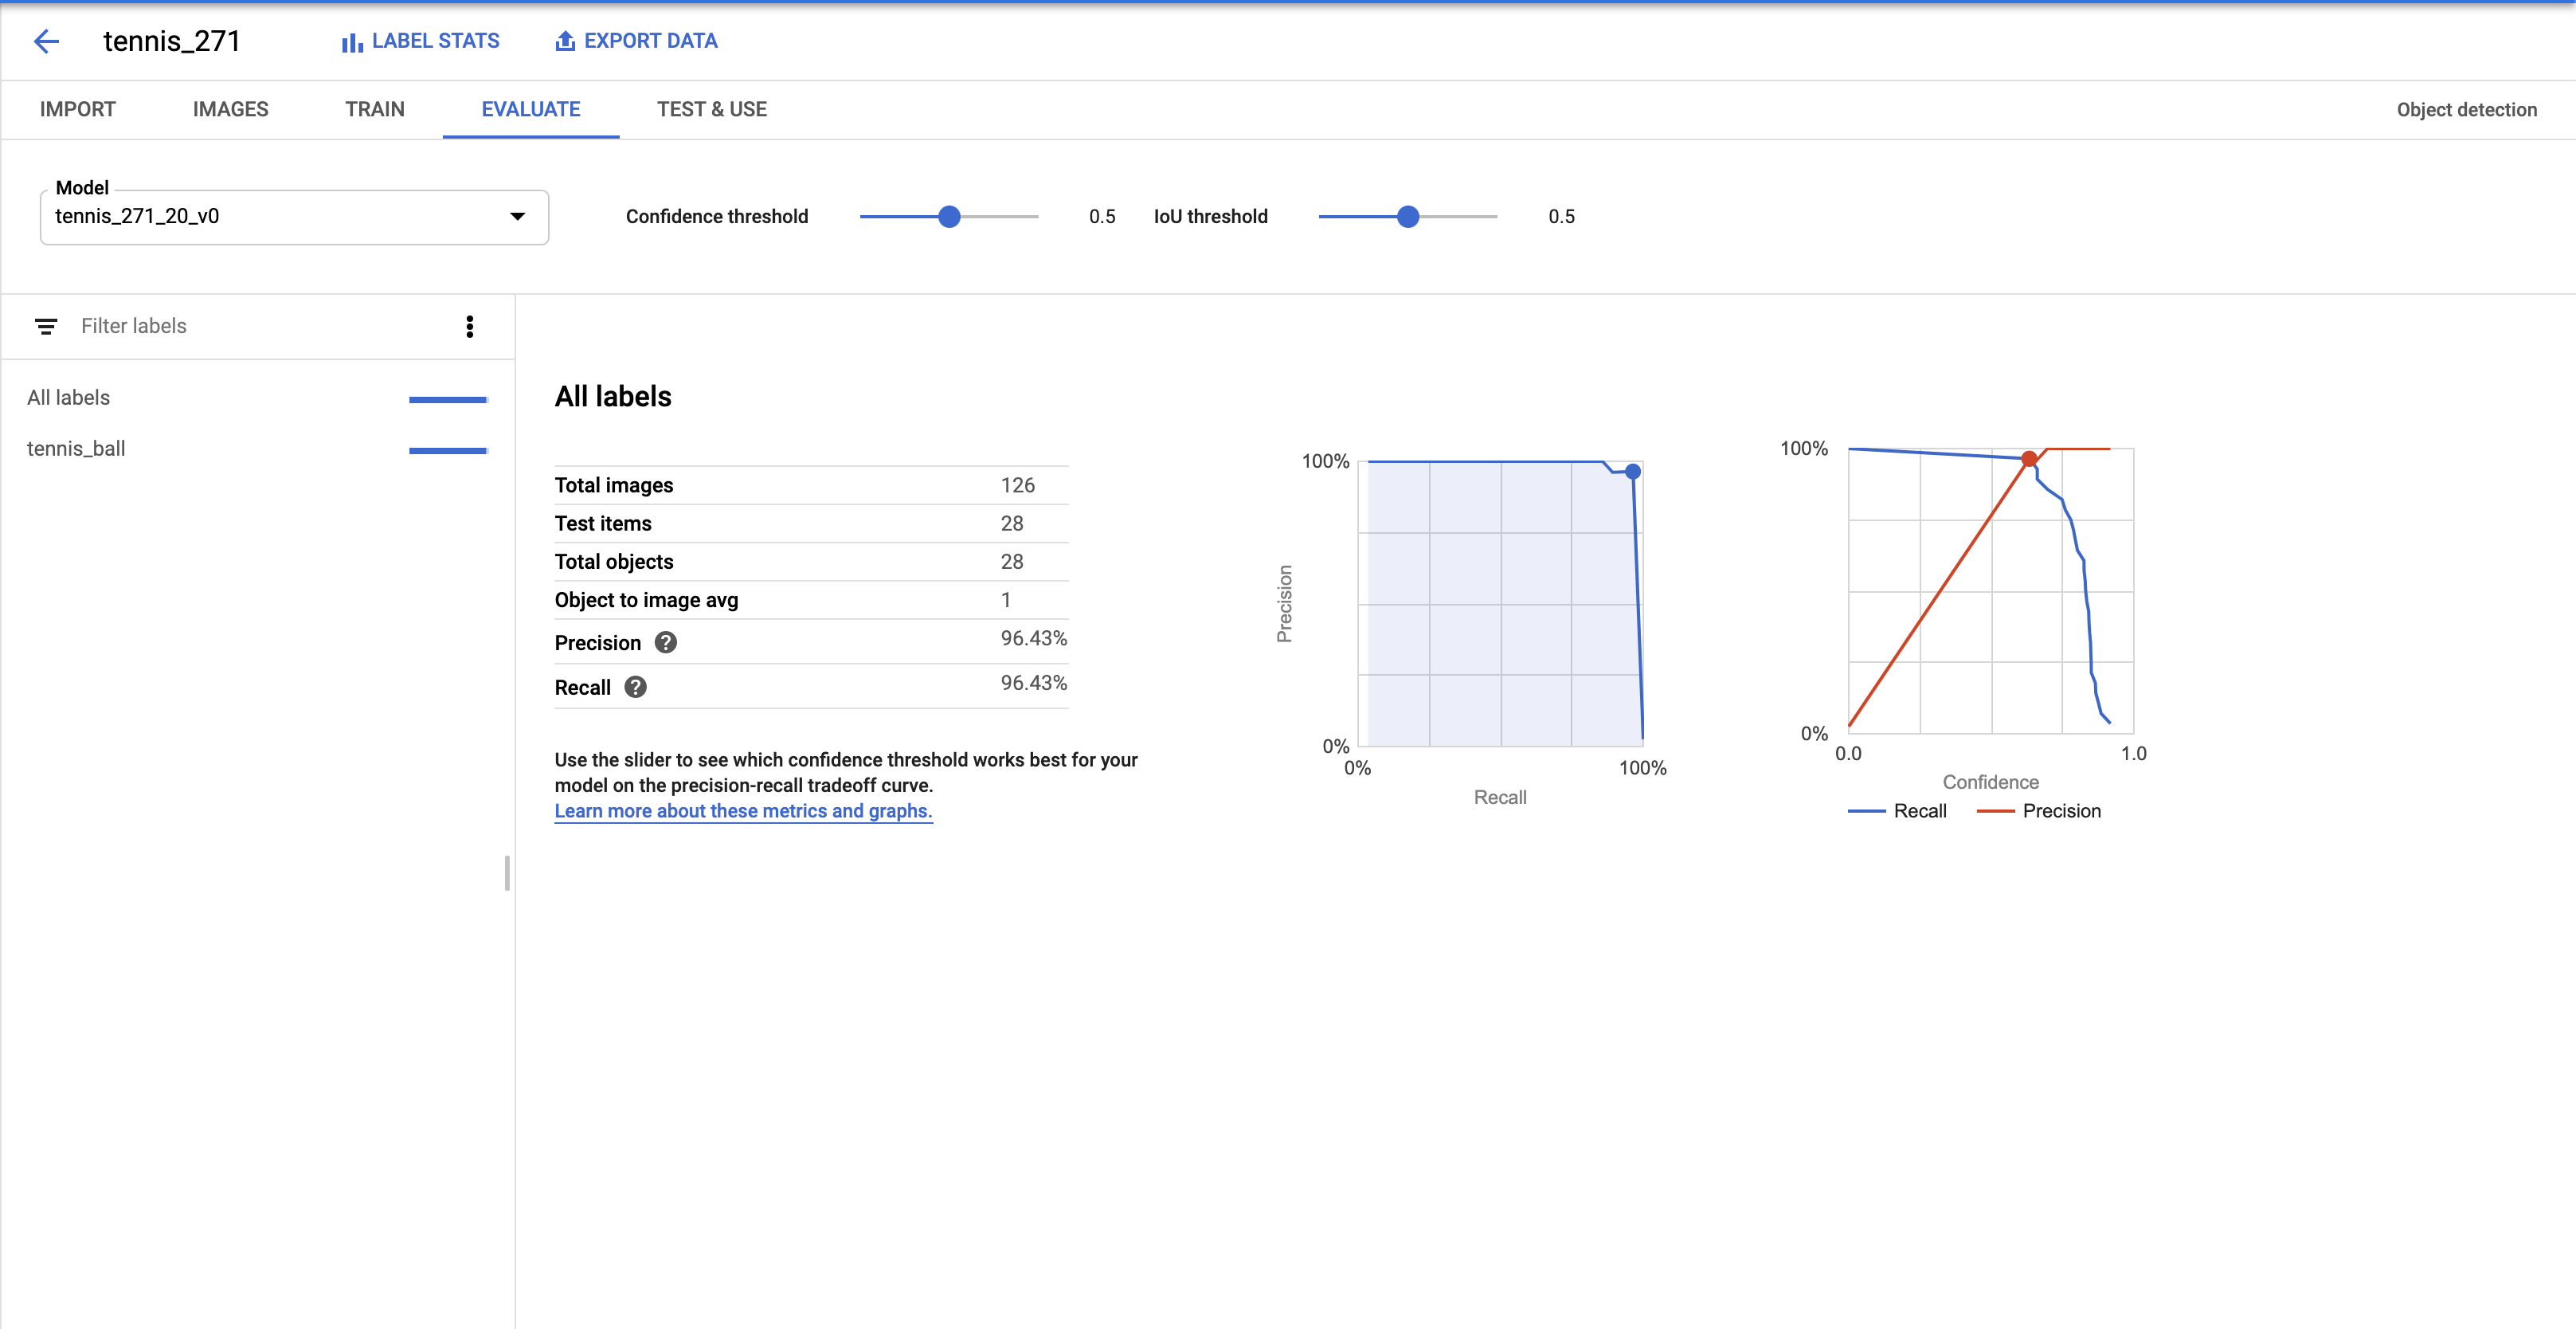 tennis_271 LABEL STATS EXPORT DATA
IMPORT IMAGES TRAIN EVALUATE TEST & USE Object detection
Model
tennis_271_20_v0 Confidence threshold 0.5 IoU threshold 0.5
Filter labels
All labels
tennis_ball
All labels
Total images 126
Test items 28
Total objects 28
Object to image avg 1
Precision ? 96.43%
Recall ? 96.43%
Use the slider to see which confidence threshold works best for your
model on the precision-recall tradeoff curve.
Learn more about these metrics and graphs.
100%
Precision
0%
0% 100%
Recall
100%
0%
0.0 1.0
Confidence
Recall Precision